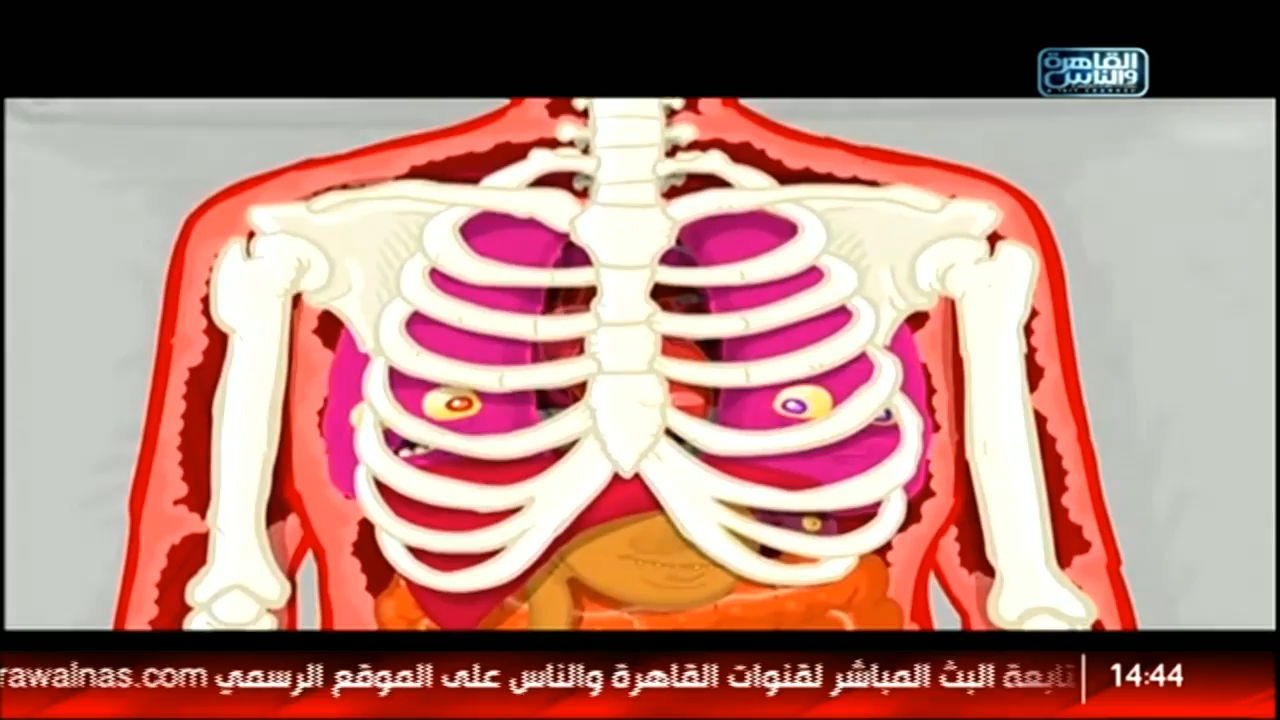 القاهرة
والناس
تابعة البث المباشر لقنوات القاهرة والناس على الموقع الرسمي rawalnas.com
14:44